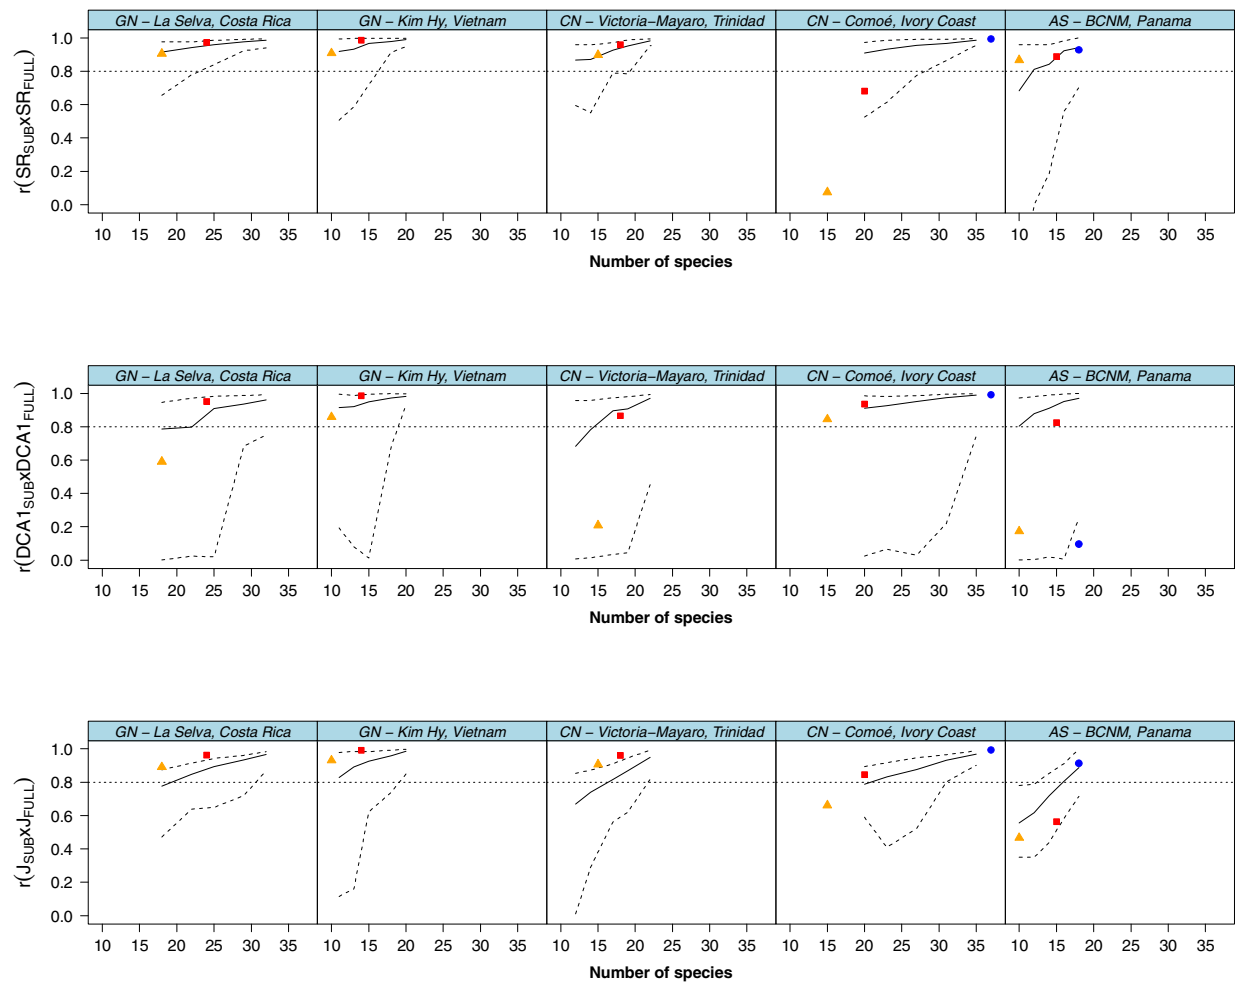 GN − La Selva, Costa Rica GN − Kim Hy, Vietnam CN − Victoria−Mayaro, Trinidad CN − Comoé, Ivory Coast AS − BCNM, Panama
r(SRSUBxSRFULL)
1.0
0.8
0.6
0.4
0.2
0.0
10 15 20 25 30 35 10 15 20 25 30 35 10 15 20 25 30 35 10 15 20 25 30 35 10 15 20 25 30 35
Number of species
GN − La Selva, Costa Rica GN − Kim Hy, Vietnam CN − Victoria−Mayaro, Trinidad CN − Comoé, Ivory Coast AS − BCNM, Panama
r(DCA1SUBxDCA1FULL)
1.0
0.8
0.6
0.4
0.2
0.0
10 15 20 25 30 35 10 15 20 25 30 35 10 15 20 25 30 35 10 15 20 25 30 35 10 15 20 25 30 35
Number of species
GN − La Selva, Costa Rica GN − Kim Hy, Vietnam CN − Victoria−Mayaro, Trinidad CN − Comoé, Ivory Coast AS − BCNM, Panama
r(JSUBxJFULL)
1.0
0.8
0.6
0.4
0.2
0.0
10 15 20 25 30 35 10 15 20 25 30 35 10 15 20 25 30 35 10 15 20 25 30 35 10 15 20 25 30 35
Number of species